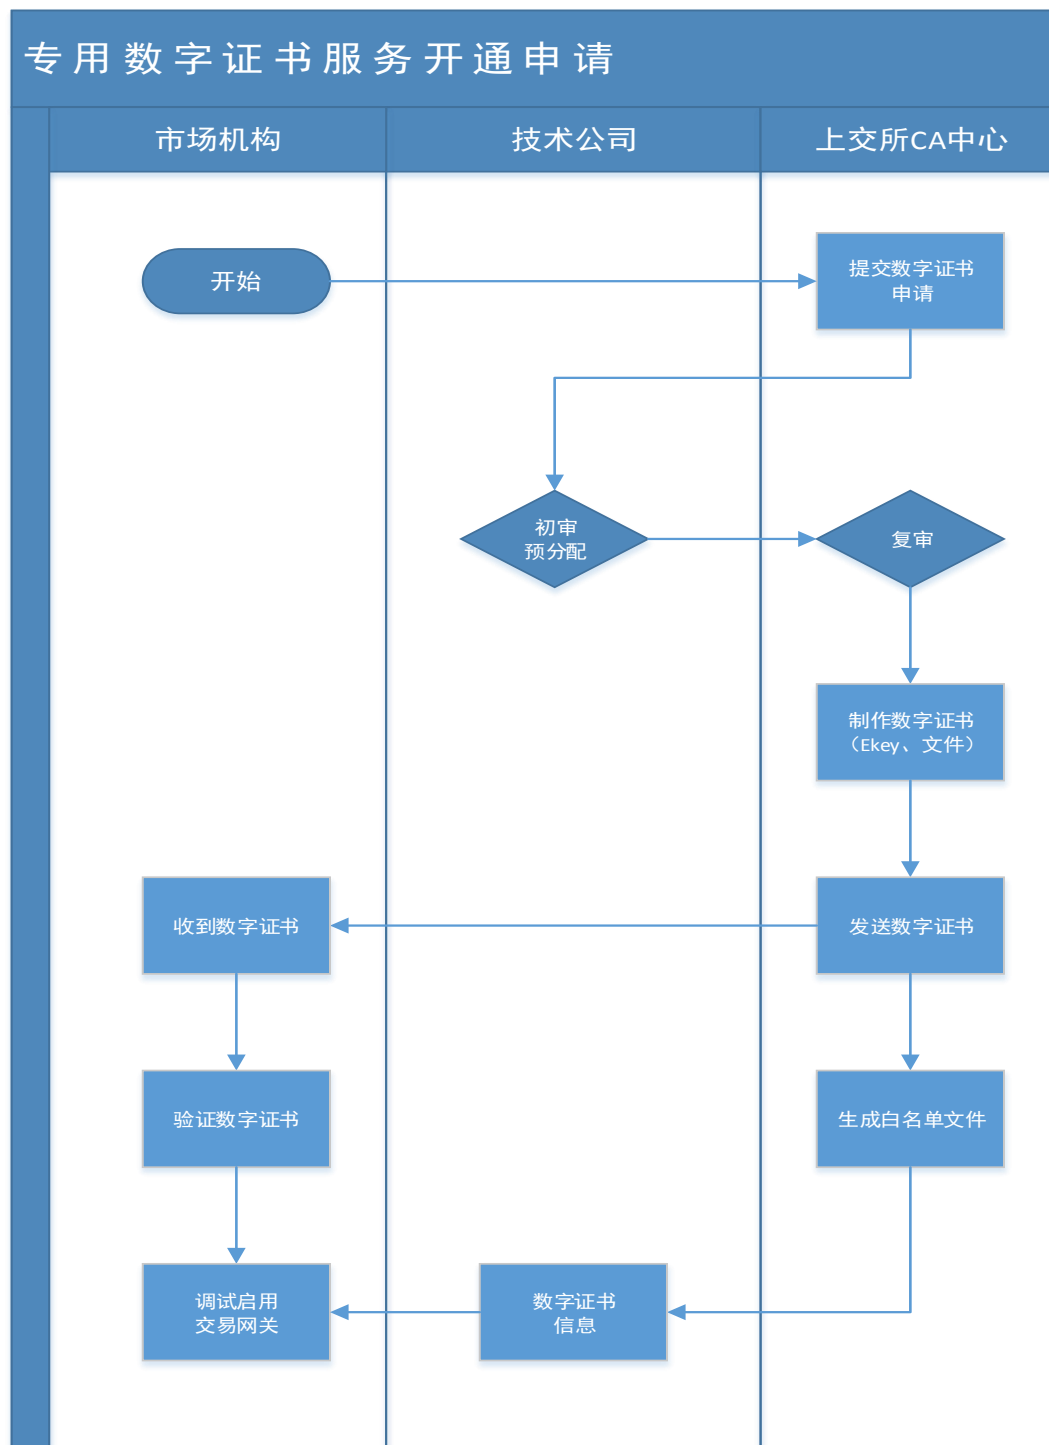 专用数字证书服务开通申请
市场机构
技术公司
上交所CA中心
开始
提交数字证书
申请
初审
预分配
复审
制作数字证书
（Ekey、文件）
收到数字证书
发送数字证书
验证数字证书
生成白名单文件
调试启用
交易网关
数字证书
信息